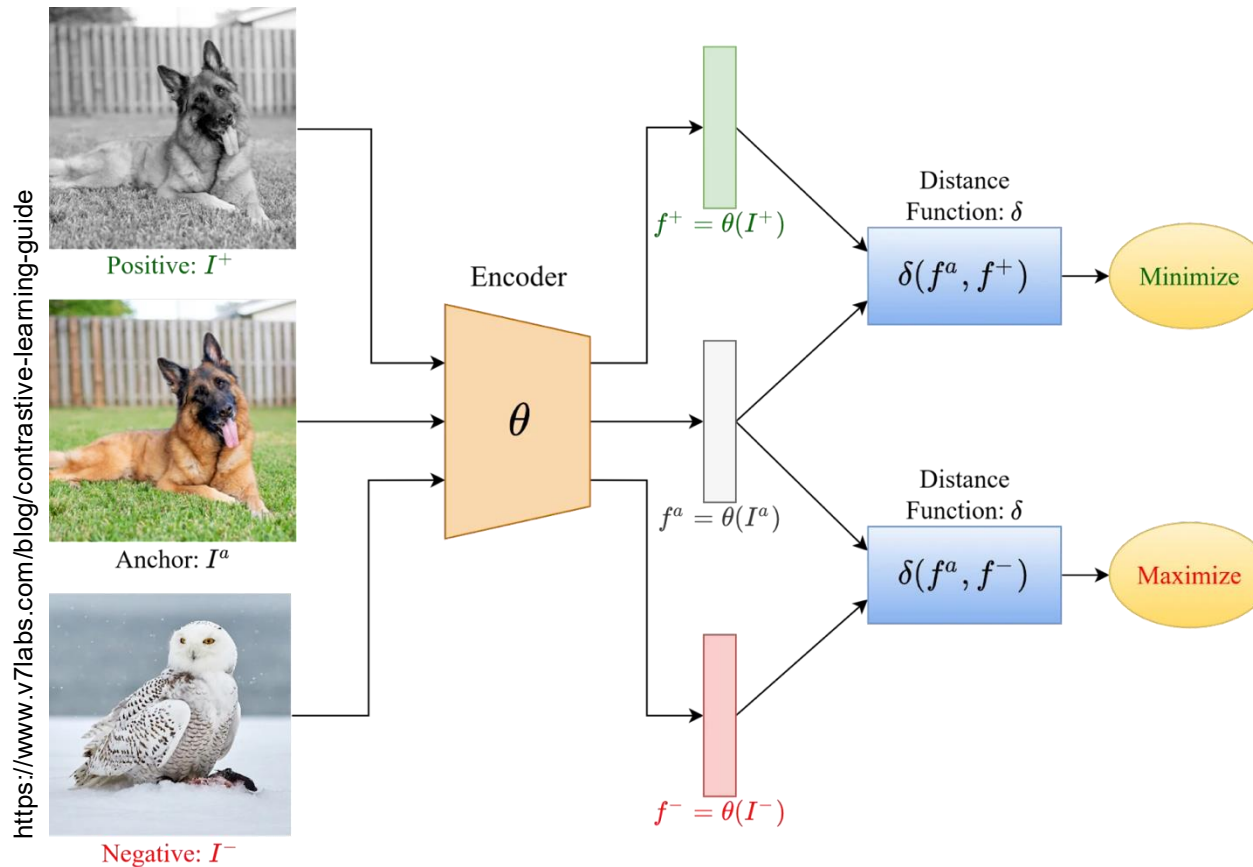 https://www.v7labs.com/blog/contrastive-learning-guide
Positive: I⁺
Anchor: Iᵃ
Negative: I⁻
Encoder
θ
f⁺ = θ(I⁺)
fᵃ = θ(Iᵃ)
f⁻ = θ(I⁻)
Distance
Function: δ
δ(fᵃ, f⁺)
Minimize
Distance
Function: δ
δ(fᵃ, f⁻)
Maximize